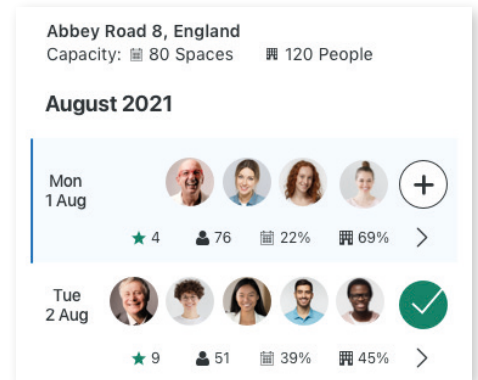 Abbey Road 8, England
Capacity: 80 Spaces 120 People
August 2021
Mon
1 Aug
4 76 22% 69%
Tue
2 Aug
9 51 39% 45%